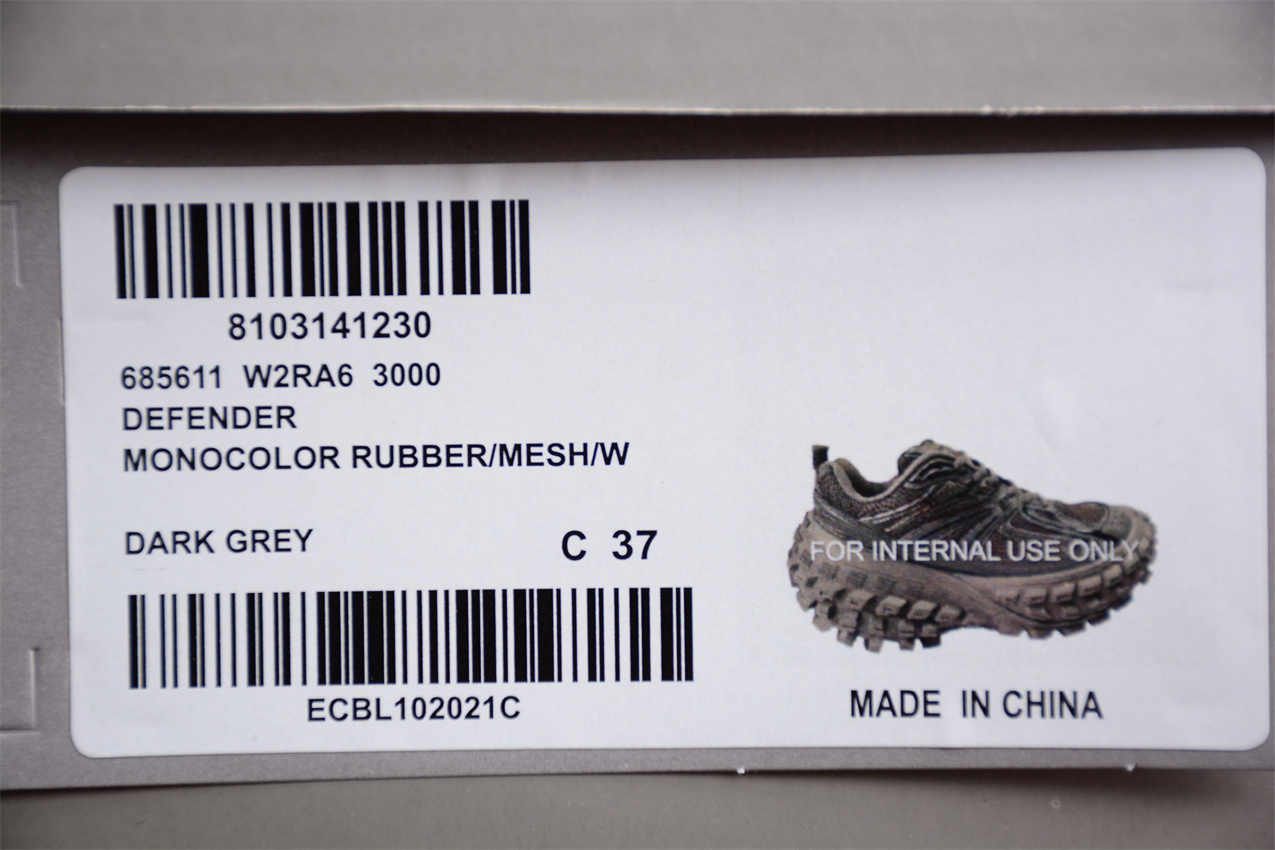 8103141230
685611 W2RA6 3000
DEFENDER
MONOCOLOR RUBBER/MESH/W
DARK GREY
C 37
ECBL102021C
FOR INTERNAL USE ONLY
MADE IN CHINA